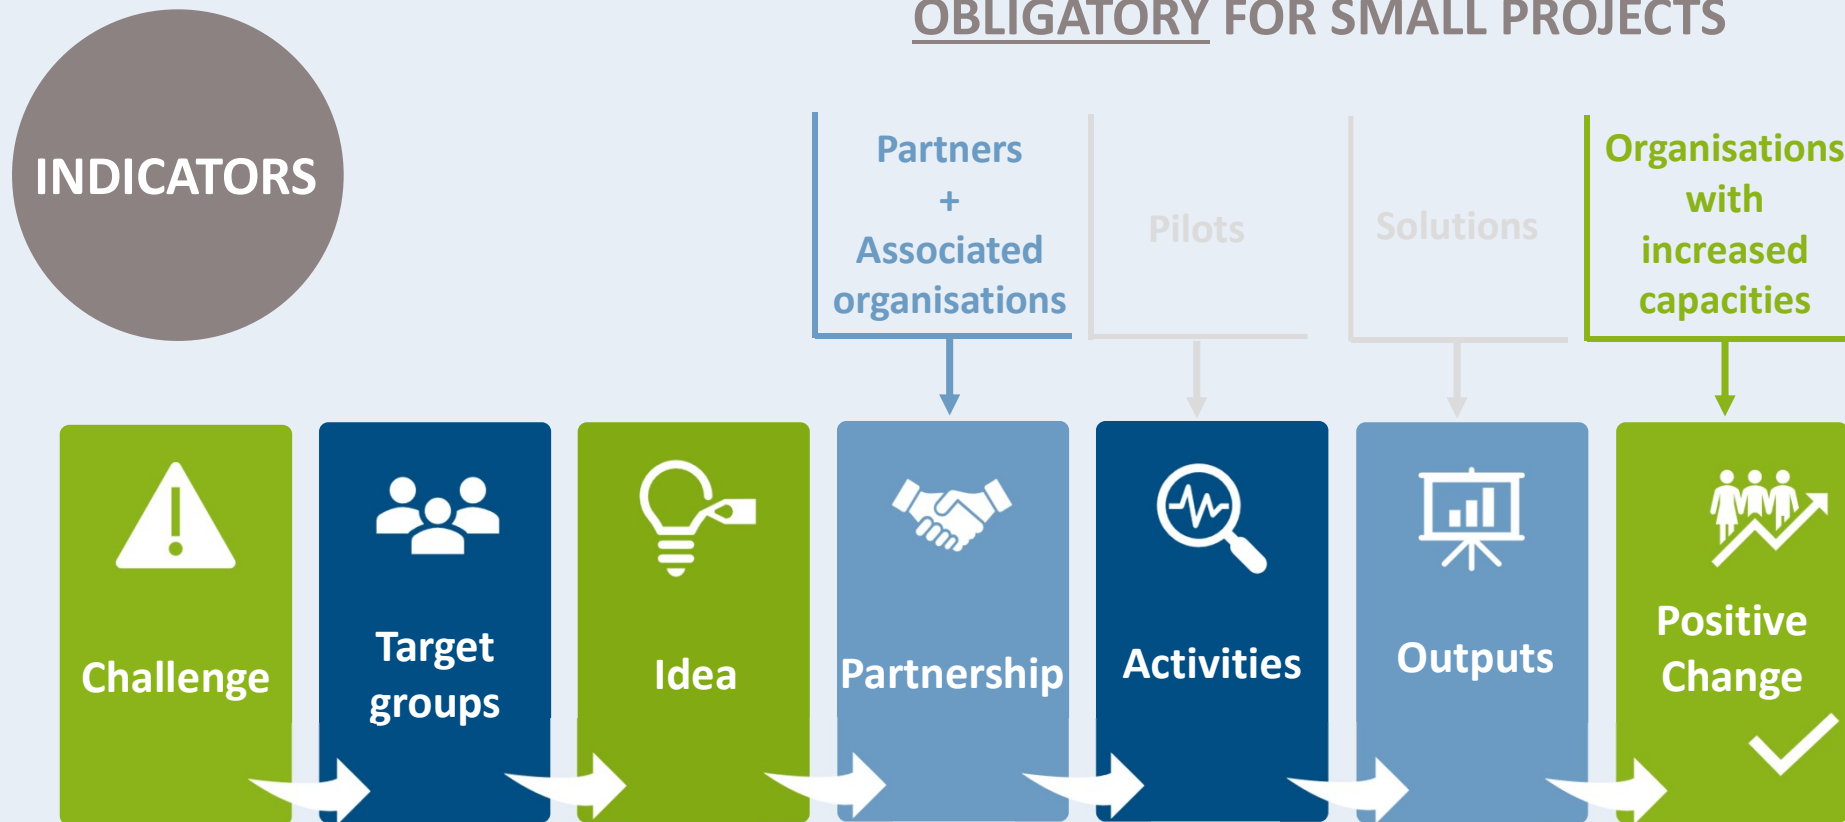 OBLIGATORY FOR SMALL PROJECTS
INDICATORS
Partners
+
Associated
organisations
Pilots
Solutions
Organisations
with
increased
capacities
Challenge
Target
groups
Idea
Partnership
Activities
Outputs
Positive
Change